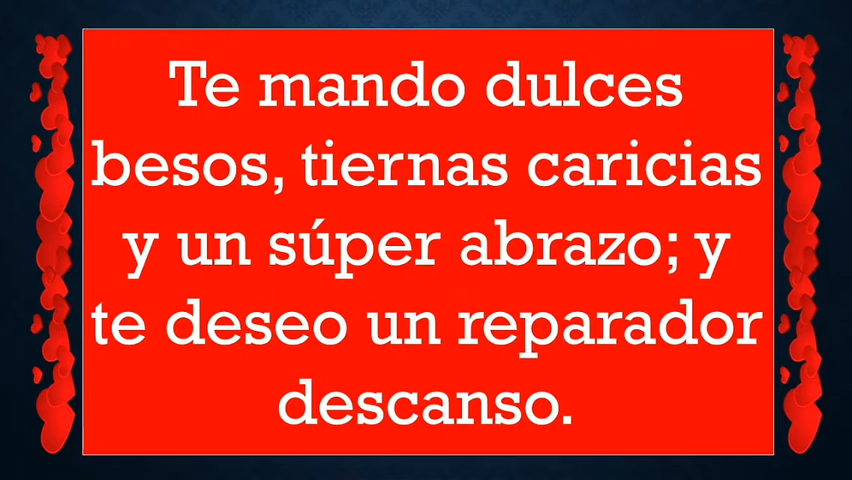 Te mando dulces
besos, tiernas caricias
y un súper abrazo; y
te deseo un reparador
descanso.